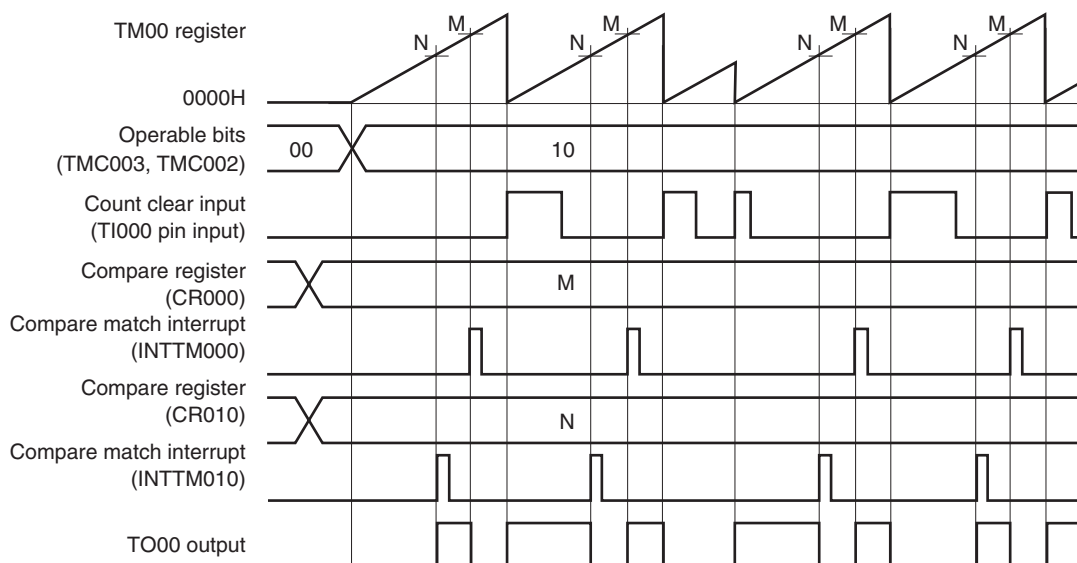 TM00 register
N M N M N M N M
0000H
Operable bits
(TMC003, TMC002)
00 10
Count clear input
(TI000 pin input)
Compare register
(CR000)
M
Compare match interrupt
(INTTM000)
Compare register
(CR010)
N
Compare match interrupt
(INTTM010)
TO00 output